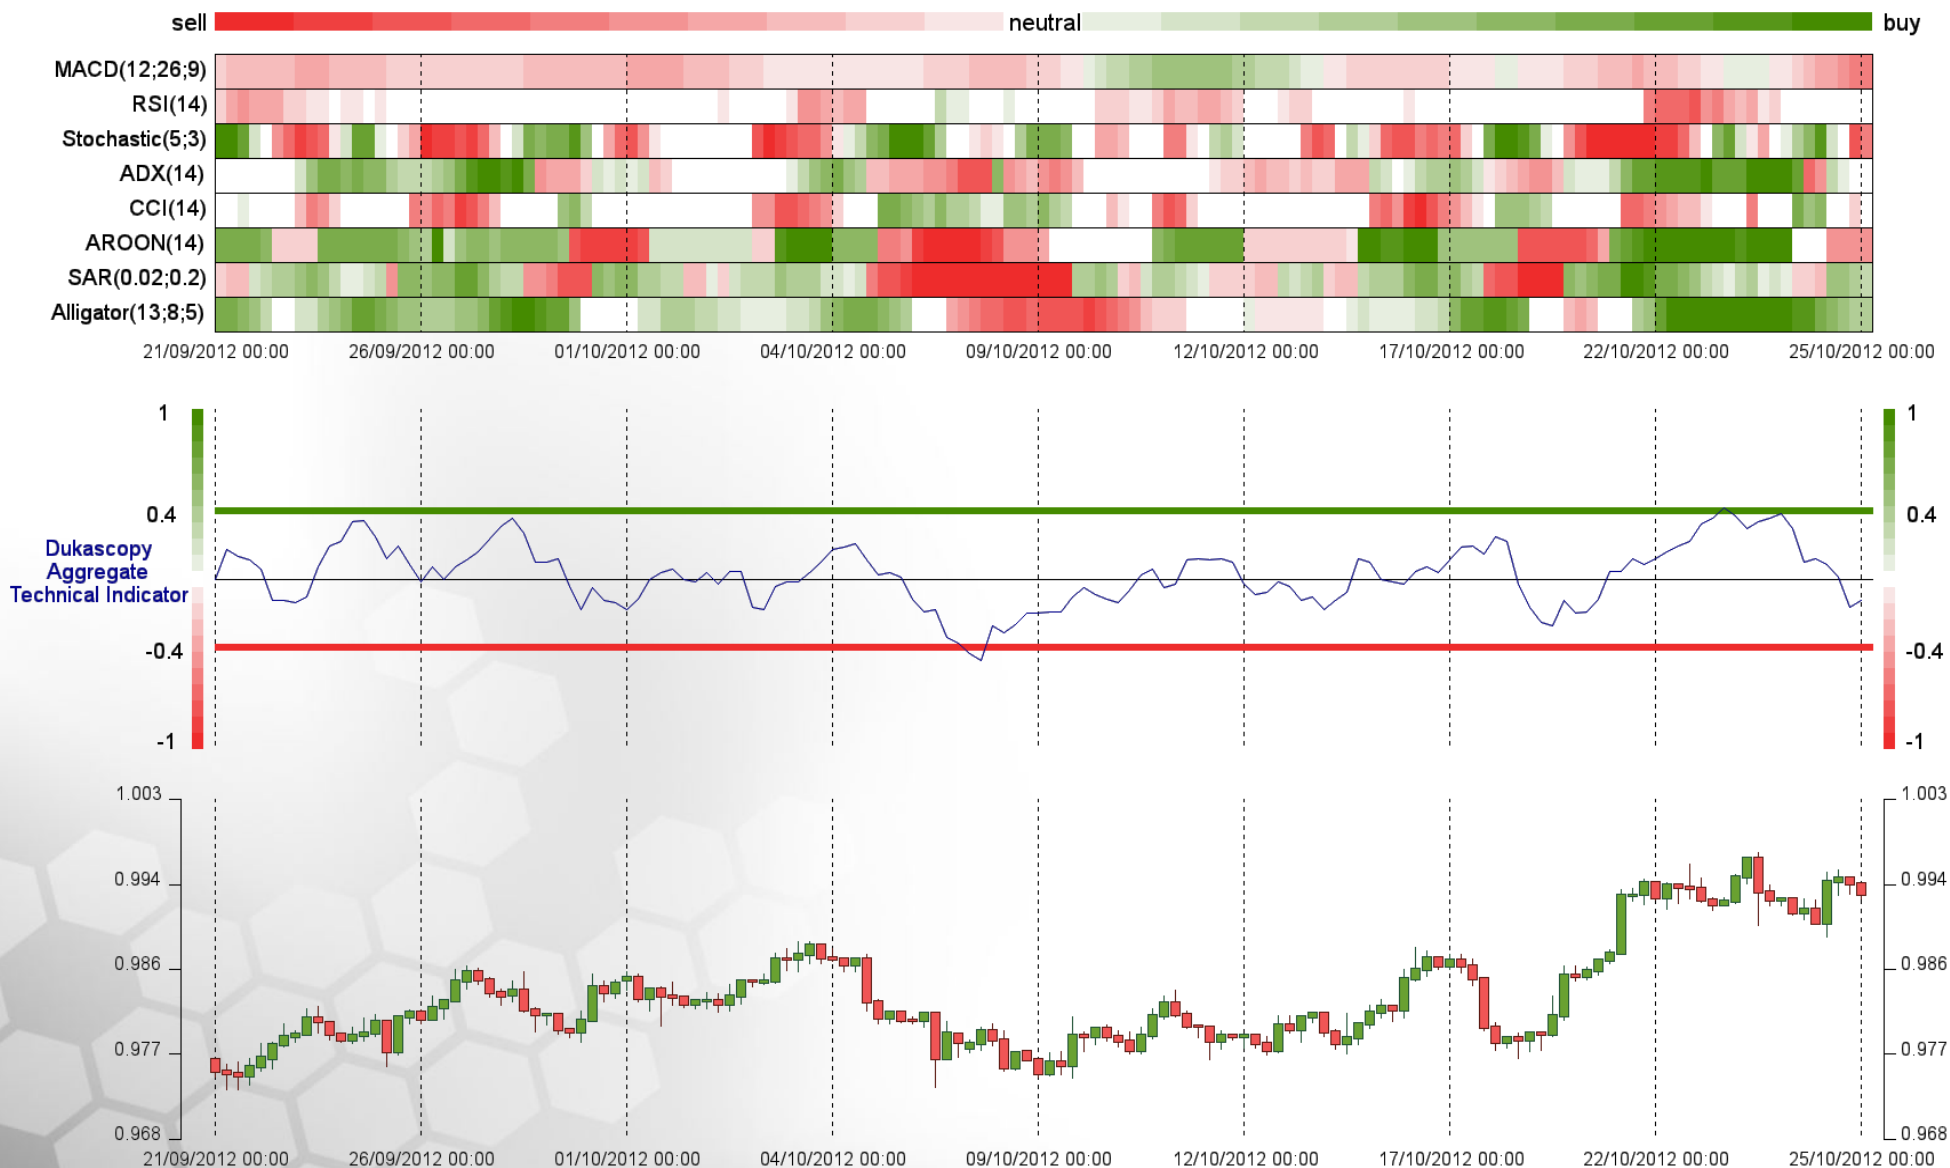 sell neutral buy
MACD(12;26;9)
RSI(14)
Stochastic(5;3)
ADX(14)
CCI(14)
AROON(14)
SAR(0.02;0.2)
Alligator(13;8;5)
21/09/2012 00:00 26/09/2012 00:00 01/10/2012 00:00 04/10/2012 00:00 09/10/2012 00:00 12/10/2012 00:00 17/10/2012 00:00 22/10/2012 00:00 25/10/2012 00:00
1 1
0.4 0.4
Dukascopy
Aggregate
Technical Indicator
-0.4 -0.4
-1 -1
1.003 1.003
0.994 0.994
0.986 0.986
0.977 0.977
0.968 0.968
21/09/2012 00:00 26/09/2012 00:00 01/10/2012 00:00 04/10/2012 00:00 09/10/2012 00:00 12/10/2012 00:00 17/10/2012 00:00 22/10/2012 00:00 25/10/2012 00:00